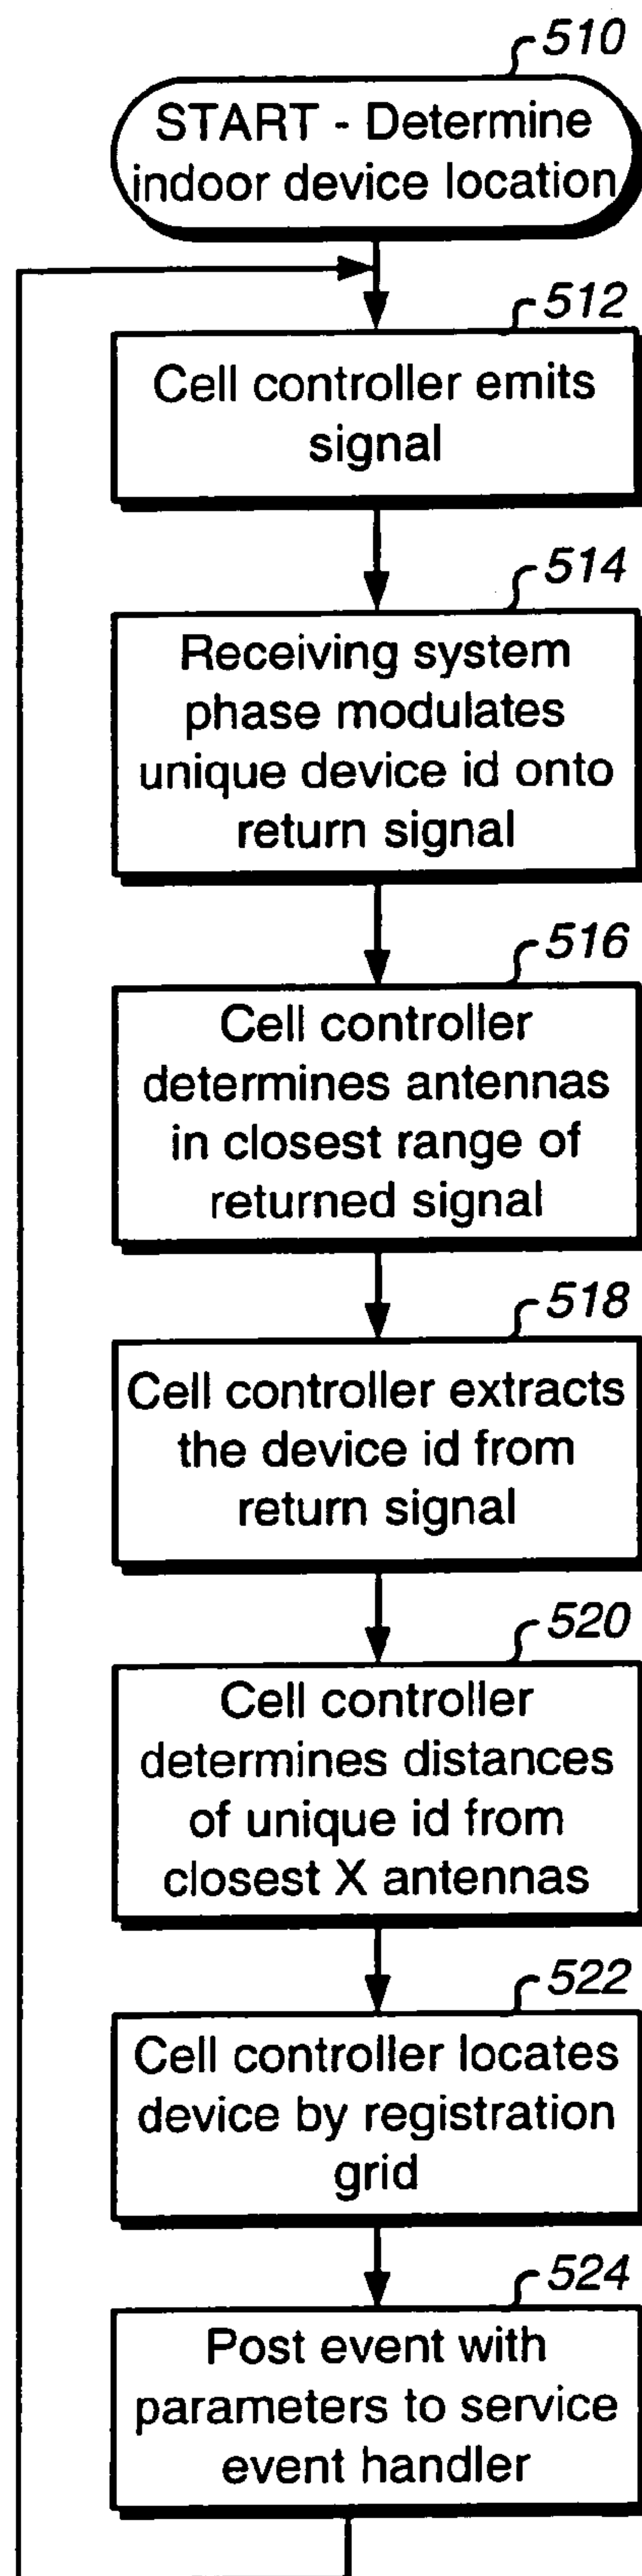 510
START - Determine
indoor device location
512
Cell controller emits
signal
514
Receiving system
phase modulates
unique device id onto
return signal
516
Cell controller
determines antennas
in closest range of
returned signal
518
Cell controller extracts
the device id from
return signal
520
Cell controller
determines distances
of unique id from
closest X antennas
522
Cell controller locates
device by registration
grid
524
Post event with
parameters to service
event handler